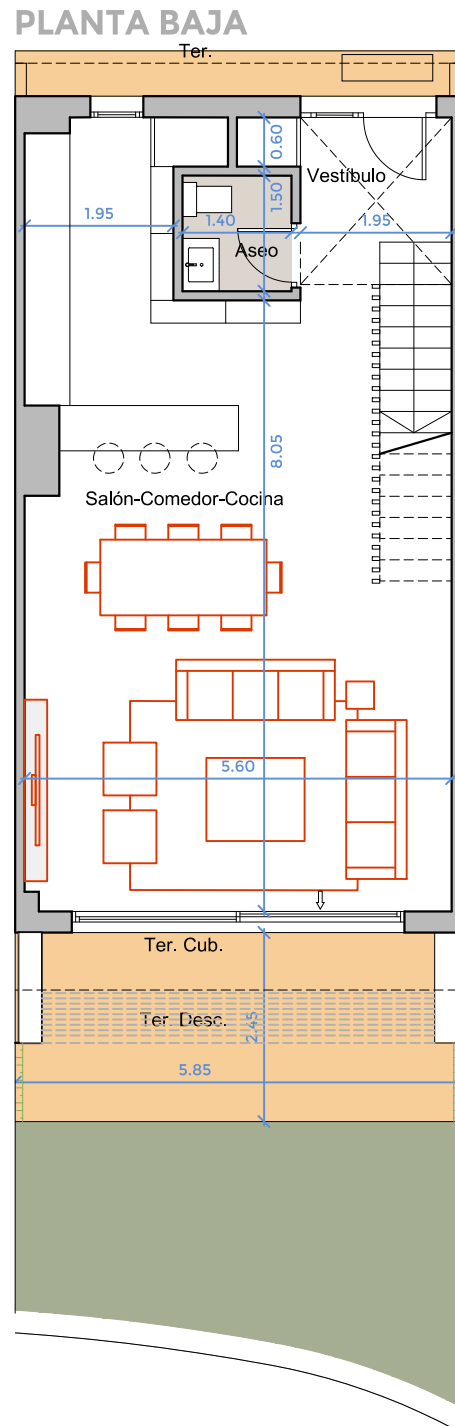 PLANTA BAJA
Ter.
0.60
Vestíbulo
1.50
1.95
1.40
1.95
Aseo
8.05
Salón-Comedor-Cocina
5.60
Ter. Cub.
Ter. Desc.
2.45
5.85